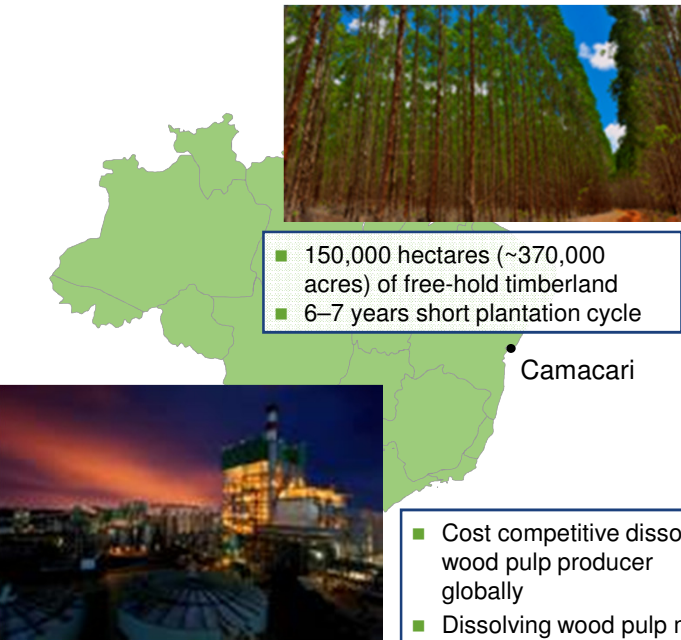 150,000 hectares (~370,000
acres) of free-hold timberland
6–7 years short plantation cycle
Camacari
Cost competitive
wood pulp producer
globally
Dissolving wood pulp